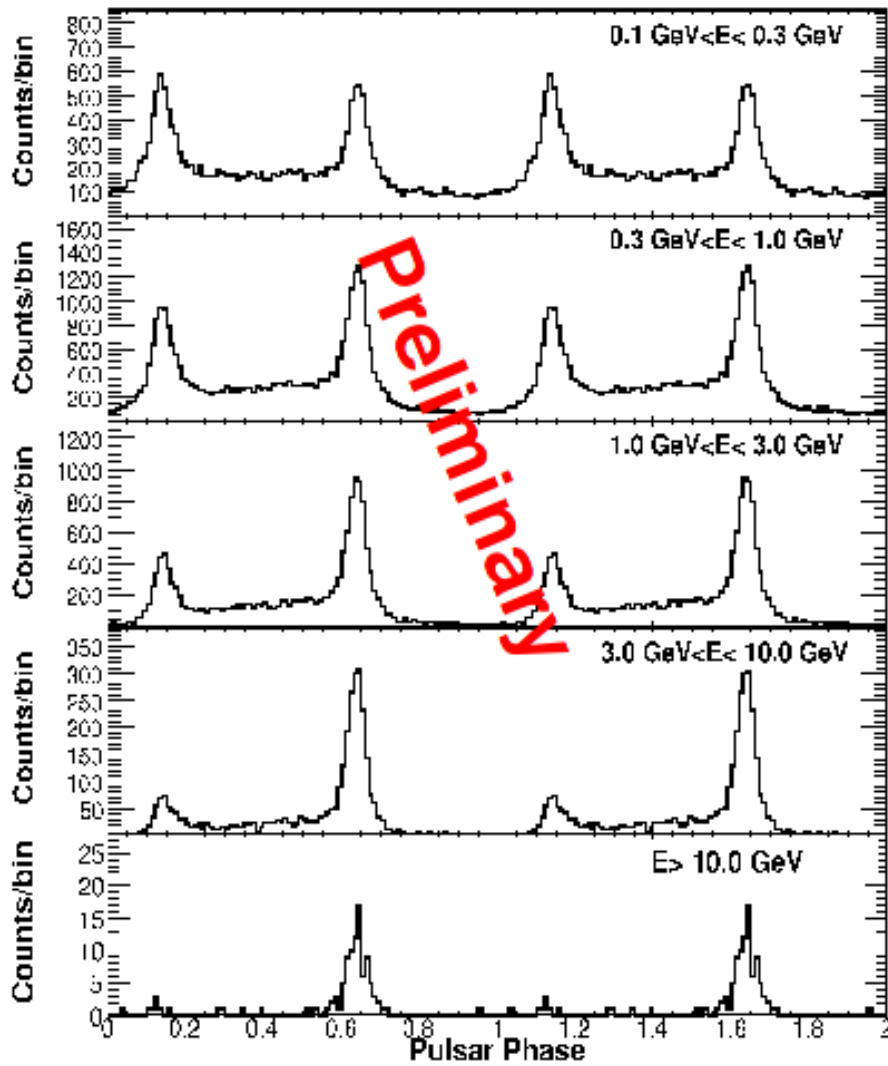 0.1 GeV<E< 0.3 GeV
Counts/bin
800
700
600
500
400
300
200
100
0.3 GeV<E< 1.0 GeV
Counts/bin
1600
1400
1200
1000
800
600
400
200
Preliminary
1.0 GeV<E< 3.0 GeV
Counts/bin
1200
1000
800
600
400
200
3.0 GeV<E< 10.0 GeV
Counts/bin
350
300
250
200
150
100
50
E> 10.0 GeV
Counts/bin
25
20
15
10
5
0
0 0.2 0.4 0.6 0.8 1 1.2 1.4 1.6 1.8 2
Pulsar Phase